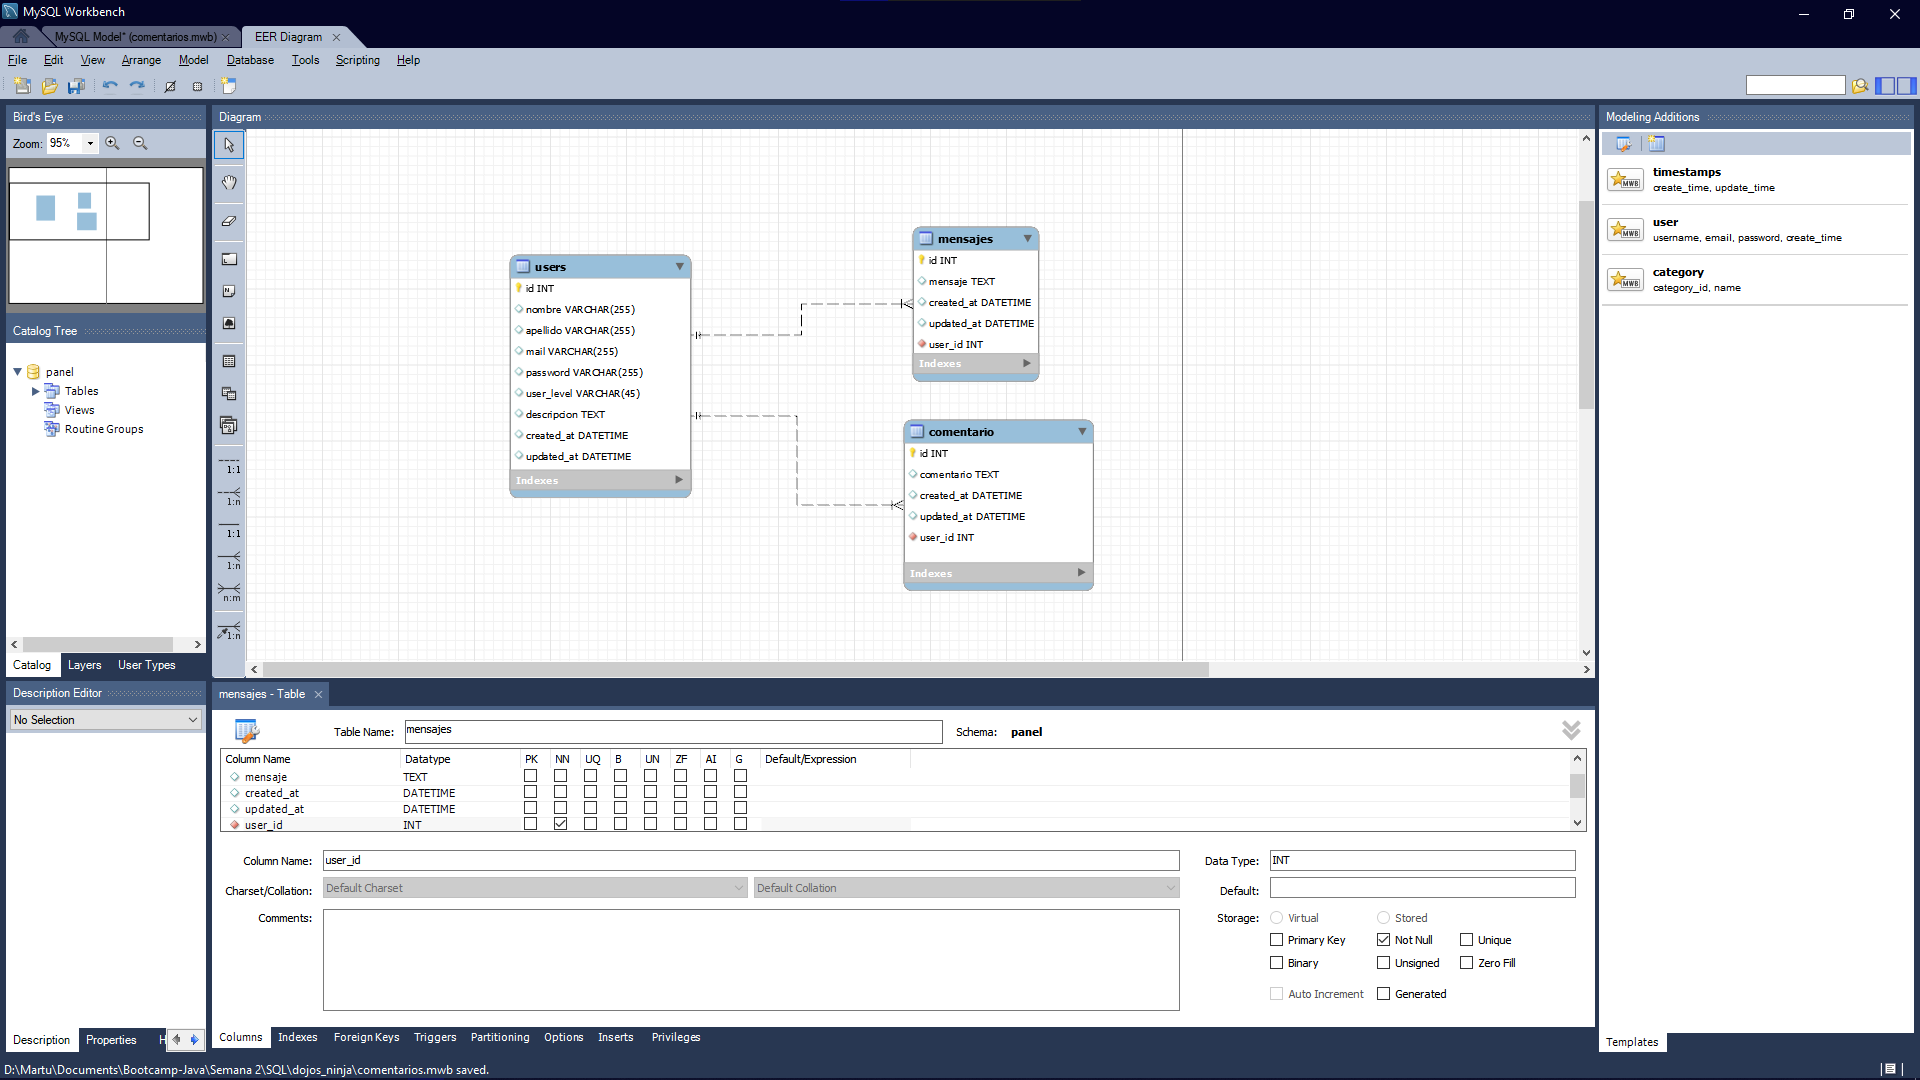 MySQL Workbench
MySQL Model* (comentarios.mwb)
EER Diagram
File Edit View Arrange Model Database Tools Scripting Help
Bird's Eye
Zoom: 95%
Catalog Tree
panel
Tables
Views
Routine Groups
Catalog Layers User Types
Description Editor
No Selection
Description Properties H
Diagram
1:1
1:n
1:1
1:n
n:m
1:n
users
id INT
nombre VARCHAR(255)
apellido VARCHAR(255)
mail VARCHAR(255)
password VARCHAR(255)
user_level VARCHAR(45)
descripcion TEXT
created_at DATETIME
updated_at DATETIME
Indexes
mensajes
id INT
mensaje TEXT
created_at DATETIME
updated_at DATETIME
user_id INT
Indexes
comentario
id INT
comentario TEXT
created_at DATETIME
updated_at DATETIME
user_id INT
Indexes
Modeling Additions
MWB
timestamps
create_time, update_time
MWB
user
username, email, password, create_time
MWB
category
category_id, name
Templates
mensajes - Table
Table Name: mensajes Schema: panel
Column Name Datatype PK NN UQ B UN ZF AI G Default/Expression
mensaje TEXT
created_at DATETIME
updated_at DATETIME
user_id INT
Column Name: user_id Data Type: INT
Charset/Collation: Default Charset Default Collation Default:
Comments: Storage: Virtual Stored
Primary Key Not Null Unique
Binary Unsigned Zero Fill
Auto Increment Generated
Columns Indexes Foreign Keys Triggers Partitioning Options Inserts Privileges
D:\Martu\Documents\Bootcamp-Java\Semana 2\SQL\dojos_ninja\comentarios.mwb saved.